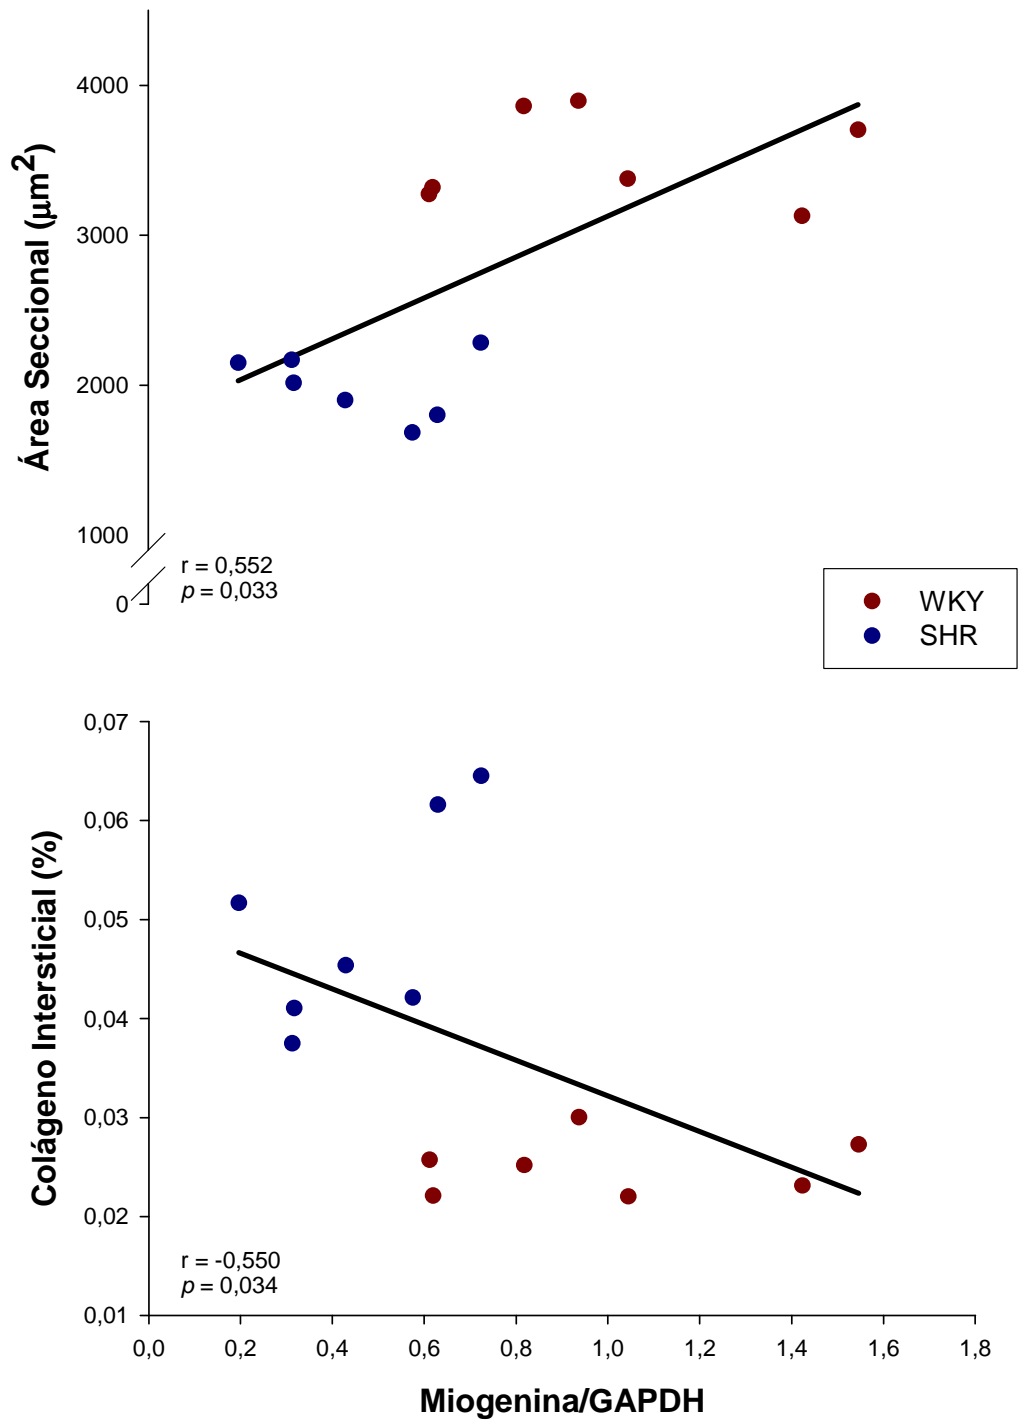 4000
3000
2000
1000
0
Área Seccional (µm²)
r = 0,552
p = 0,033
WKY
SHR
0,07
0,06
0,05
0,04
0,03
0,02
0,01
Colágeno Intersticial (%)
r = -0,550
p = 0,034
0,0 0,2 0,4 0,6 0,8 1,0 1,2 1,4 1,6 1,8
Miogenina/GAPDH